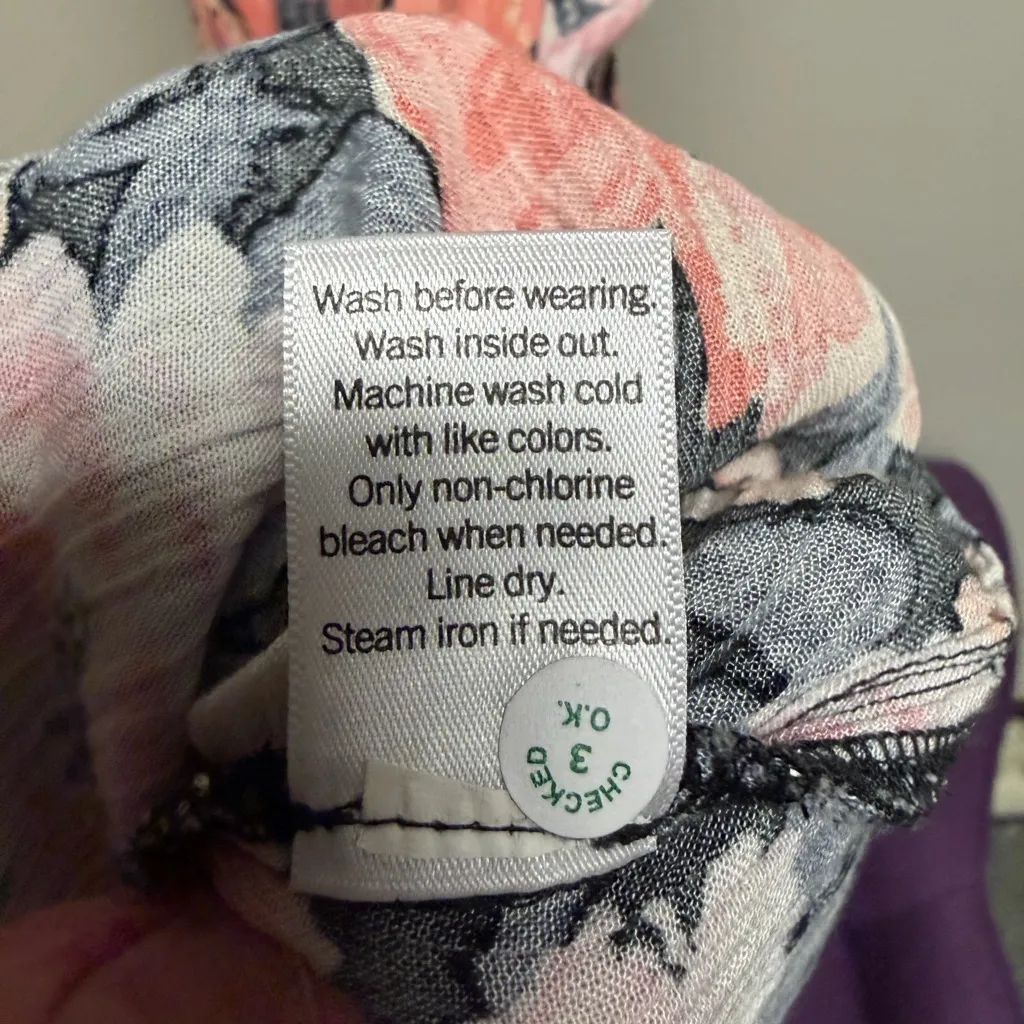 Wash before wearing.
Wash inside out.
Machine wash cold
with like colors.
Only non-chlorine
bleach when needed.
Line dry.
Steam iron if needed.
CHECKED
3
O.K.